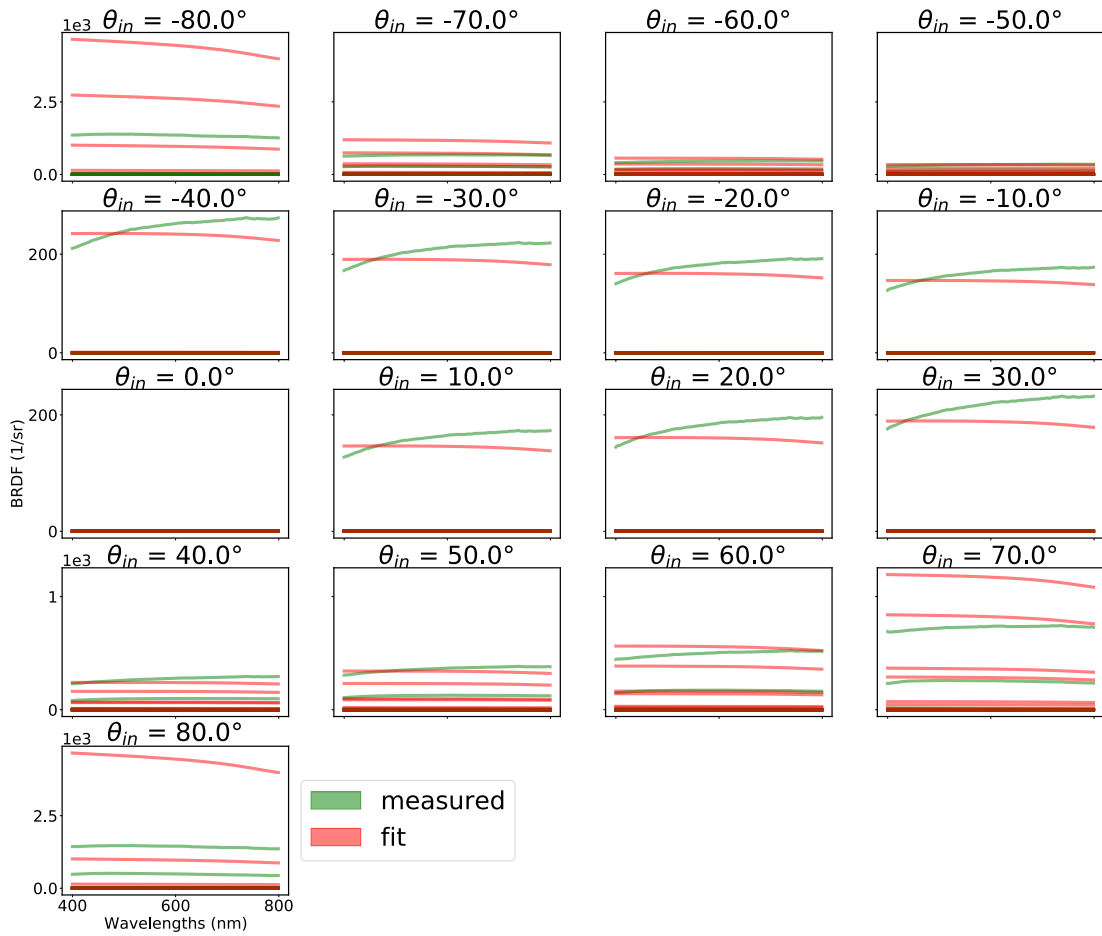 θin = -80.0° θin = -70.0° θin = -60.0° θin = -50.0°
1e3
2.5
0.0
θin = -40.0° θin = -30.0° θin = -20.0° θin = -10.0°
200
0
θin = 0.0° θin = 10.0° θin = 20.0° θin = 30.0°
200
BRDF (1/sr)
0
θin = 40.0° θin = 50.0° θin = 60.0° θin = 70.0°
1e3
1
0
θin = 80.0°
1e3
2.5
0.0
400 600 800
Wavelengths (nm)
measured
fit